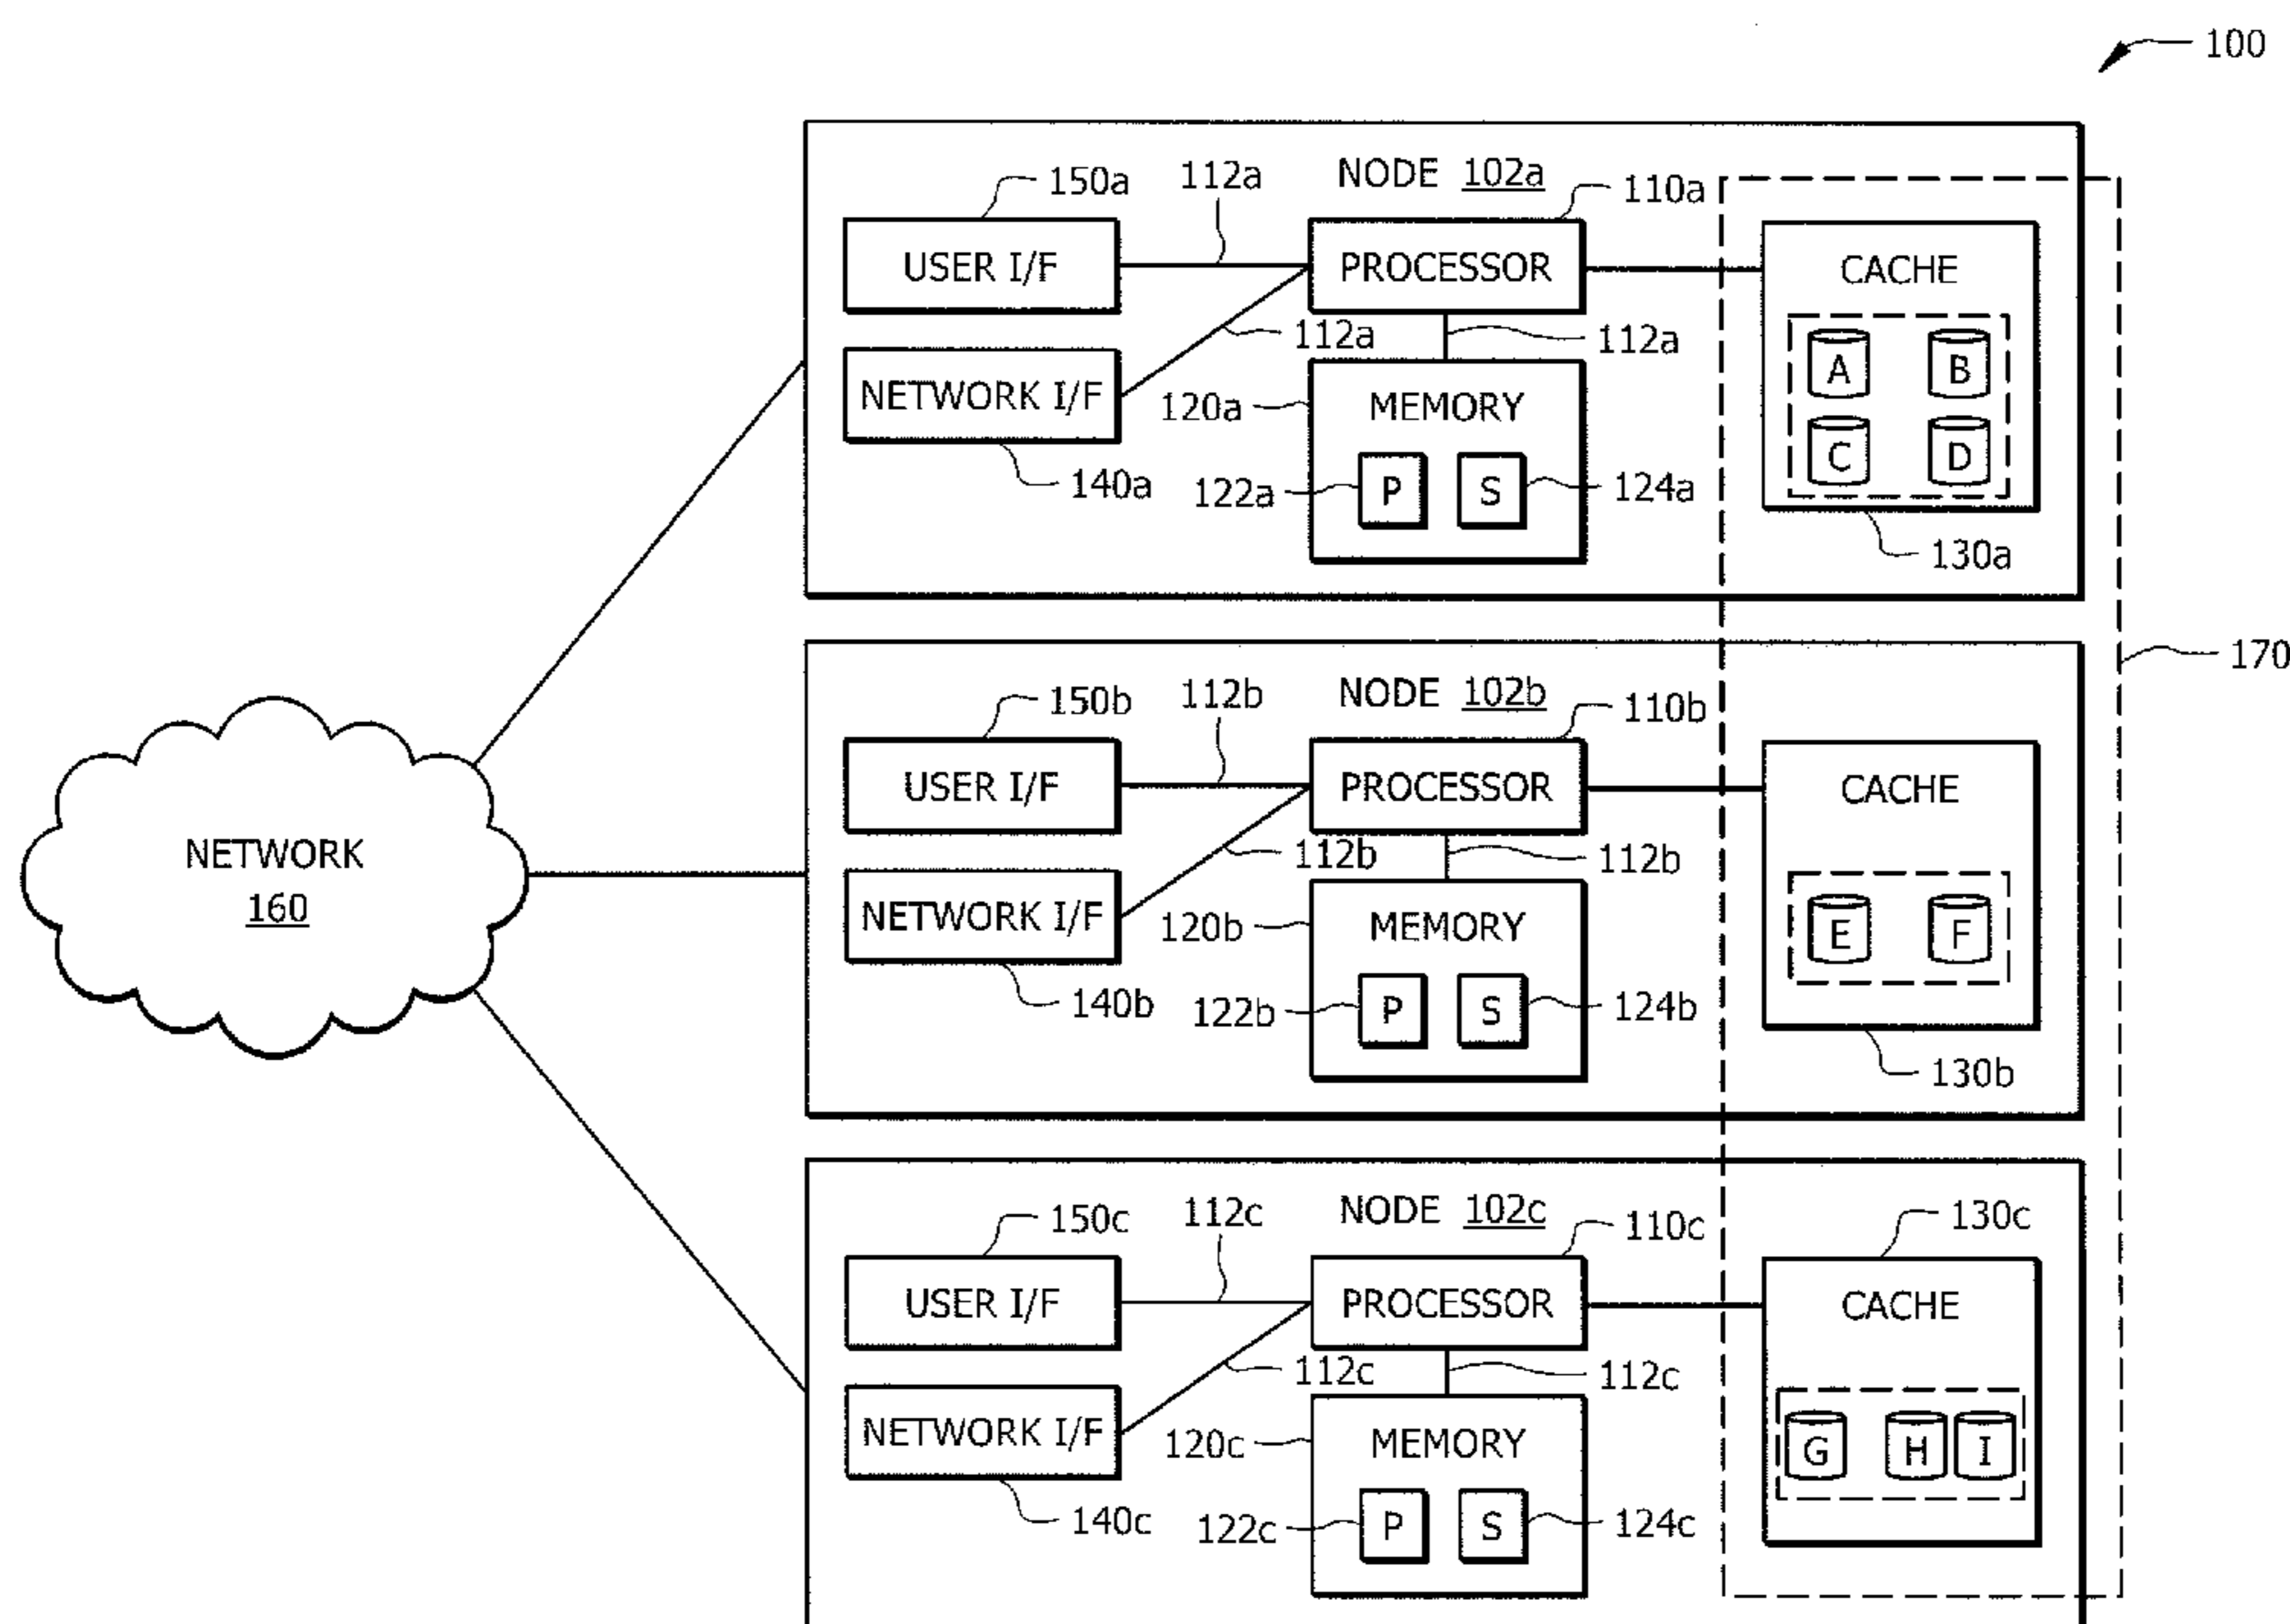 100
NODE 102a
150a
112a
110a
USER I/F
PROCESSOR
CACHE
112a
112a
NETWORK I/F
120a
MEMORY
A
B
C
D
140a
122a
P
S
124a
130a
170
NODE 102b
150b
112b
110b
USER I/F
PROCESSOR
CACHE
112b
112b
NETWORK
160
NETWORK I/F
120b
MEMORY
E
F
140b
122b
P
S
124b
130b
NODE 102c
150c
112c
110c
130c
USER I/F
PROCESSOR
CACHE
112c
112c
NETWORK I/F
120c
MEMORY
G
H
I
140c
122c
P
S
124c